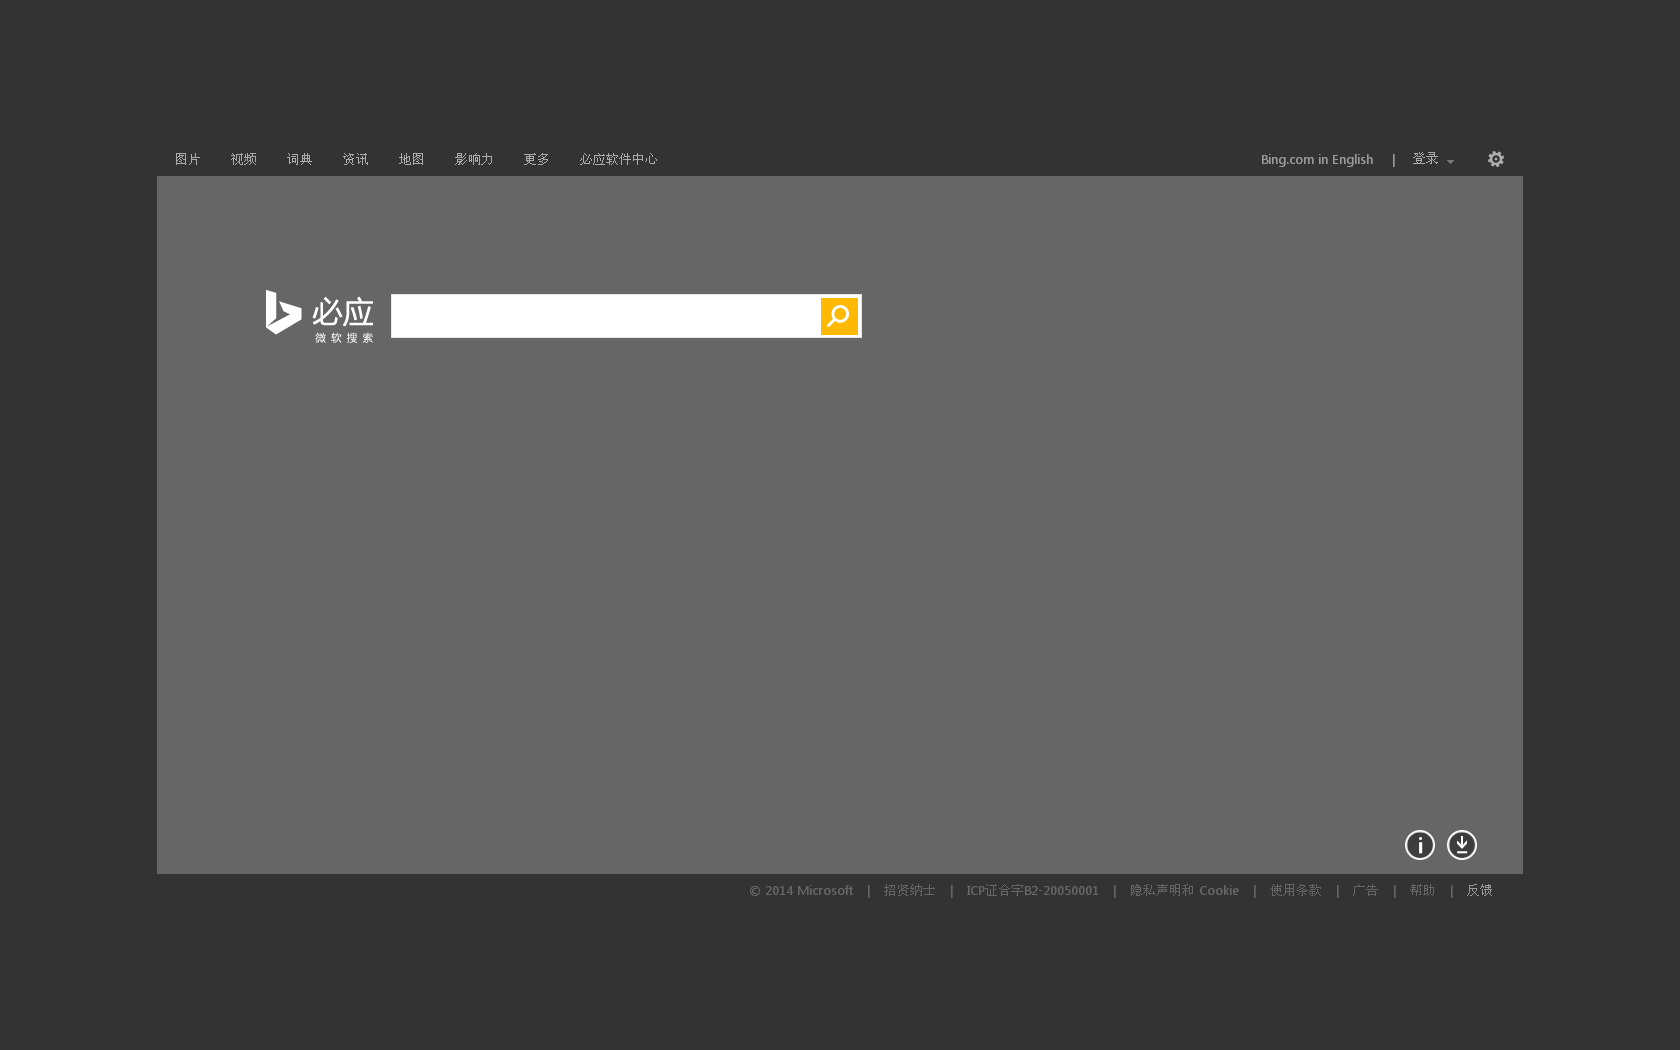 图片 视频 词典 资讯 地图 影响力 更多 必应软件中心 Bing.com in English | 登录
必应
微软搜索
© 2014 Microsoft | 招贤纳士 | ICP证合字B2-20050001 | 隐私声明和 Cookie | 使用条款 | 广告 | 帮助 | 反馈